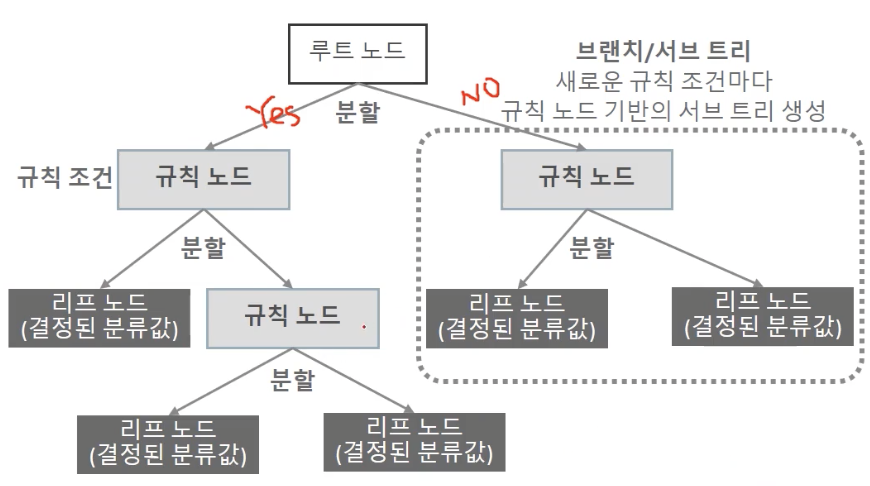 루트 노드
브랜치/서브 트리
새로운 규칙 조건마다
규칙 노드 기반의 서브 트리 생성
Yes
분할
NO
규칙 조건
규칙 노드
규칙 노드
분할
분할
리프 노드
(결정된 분류값)
규칙 노드
리프 노드
(결정된 분류값)
리프 노드
(결정된 분류값)
분할
리프 노드
(결정된 분류값)
리프 노드
(결정된 분류값)